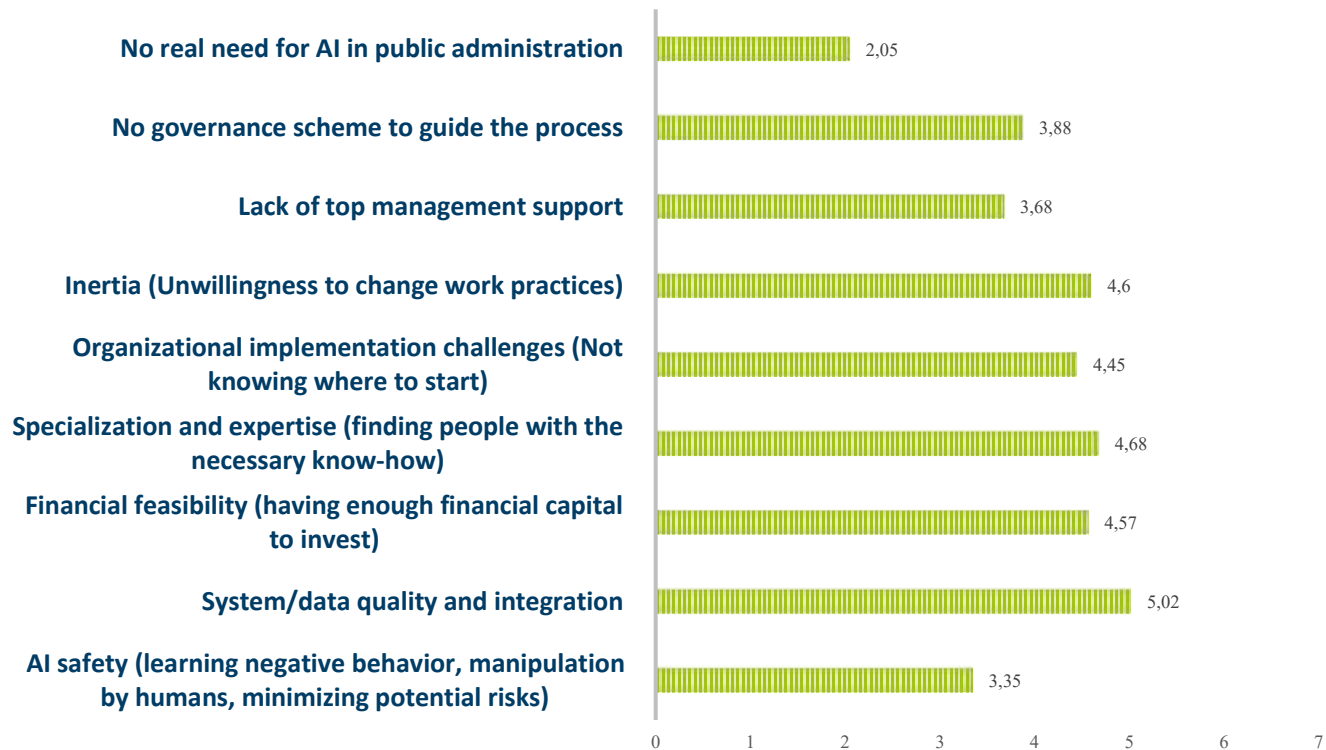 No real need for AI in public administration
2,05
No governance scheme to guide the process
3,88
Lack of top management support
3,68
Inertia (Unwillingness to change work practices)
4,6
Organizational implementation challenges (Not
knowing where to start)
4,45
Specialization and expertise (finding people with the
necessary know-how)
4,68
Financial feasibility (having enough financial capital
to invest)
4,57
System/data quality and integration
5,02
AI safety (learning negative behavior, manipulation
by humans, minimizing potential risks)
3,35
0 1 2 3 4 5 6 7